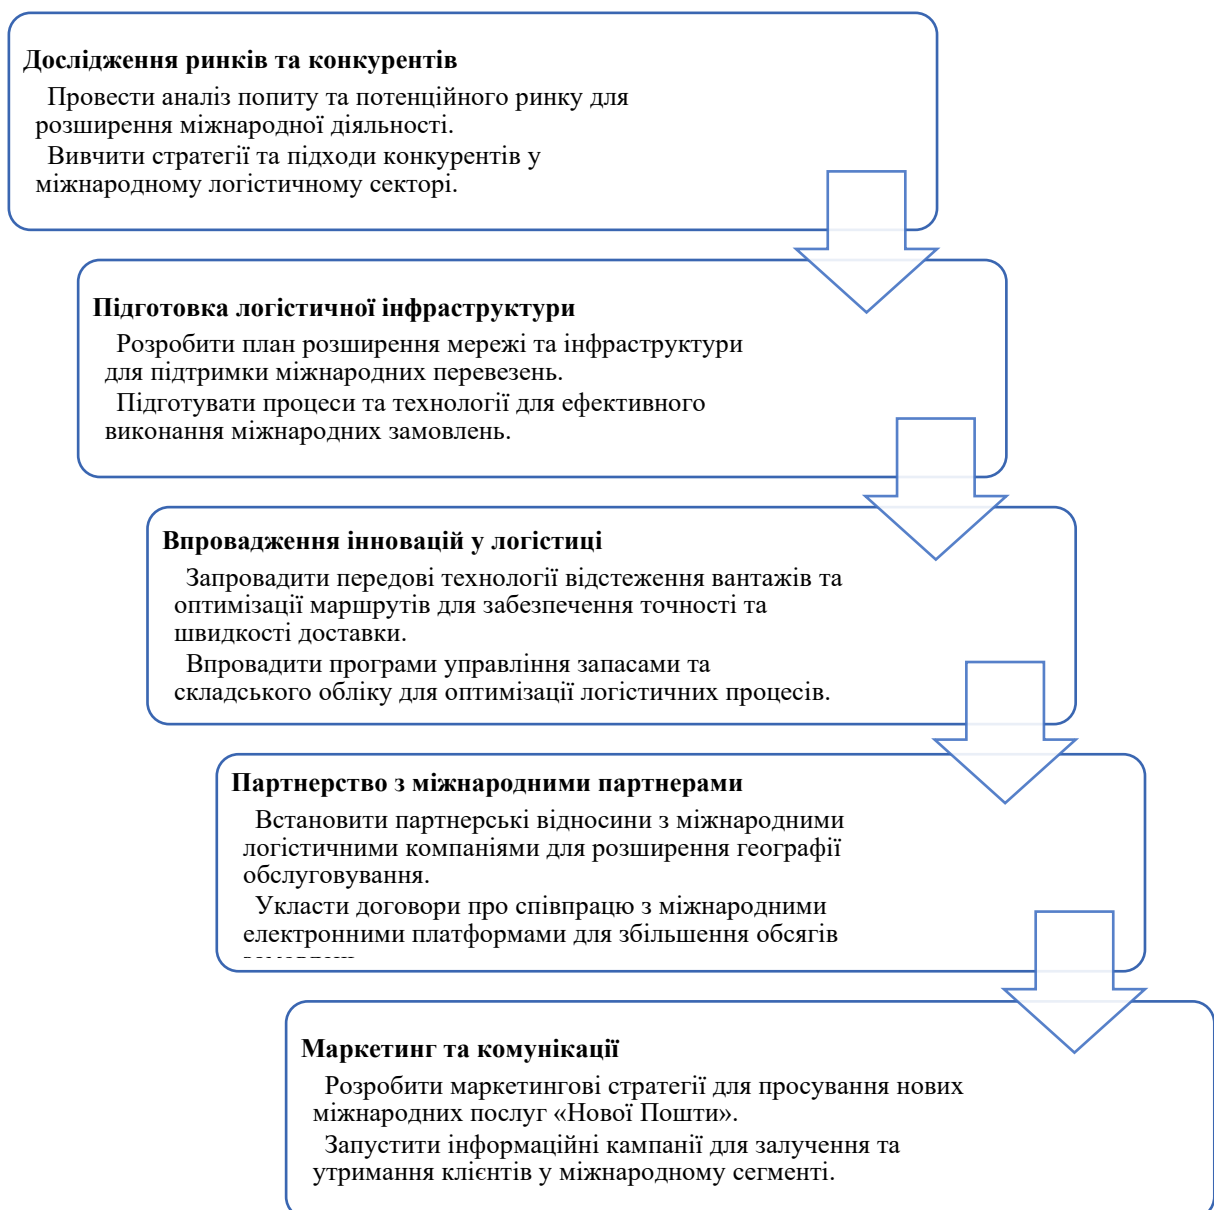 Дослідження ринків та конкурентів
Провести аналіз попиту та потенційного ринку для
розширення міжнародної діяльності.
Вивчити стратегії та підходи конкурентів у
міжнародному логістичному секторі.
Підготовка логістичної інфраструктури
Розробити план розширення мережі та інфраструктури
для підтримки міжнародних перевезень.
Підготувати процеси та технології для ефективного
виконання міжнародних замовлень.
Впровадження інновацій у логістиці
Запровадити передові технології відстеження вантажів та
оптимізації маршрутів для забезпечення точності та
швидкості доставки.
Впровадити програми управління запасами та
складського обліку для оптимізації логістичних процесів.
Партнерство з міжнародними партнерами
Встановити партнерські відносини з міжнародними
логістичними компаніями для розширення географії
обслуговування.
Укласти договори про співпрацю з міжнародними
електронними платформами для збільшення обсягів
Маркетинг та комунікації
Розробити маркетингові стратегії для просування нових
міжнародних послуг «Нової Пошти».
Запустити інформаційні кампанії для залучення та
утримання клієнтів у міжнародному сегменті.